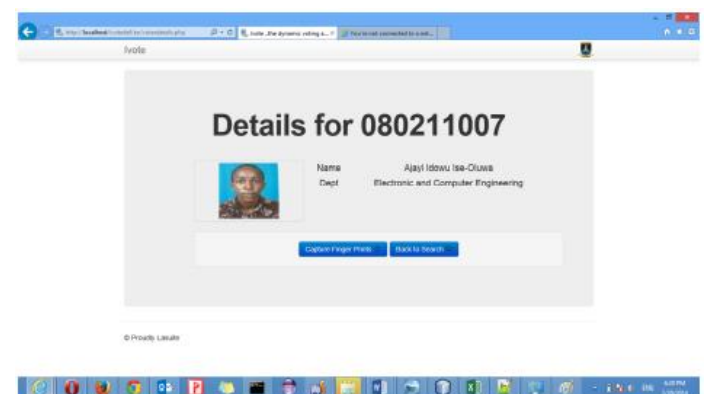 Ivote
Details for 080211007
Name Ajayi Idowu Ise-Oluwa
Dept Electronic and Computer Engineering
Capture Finger Prints Back to Search
© Proudly Lasuite